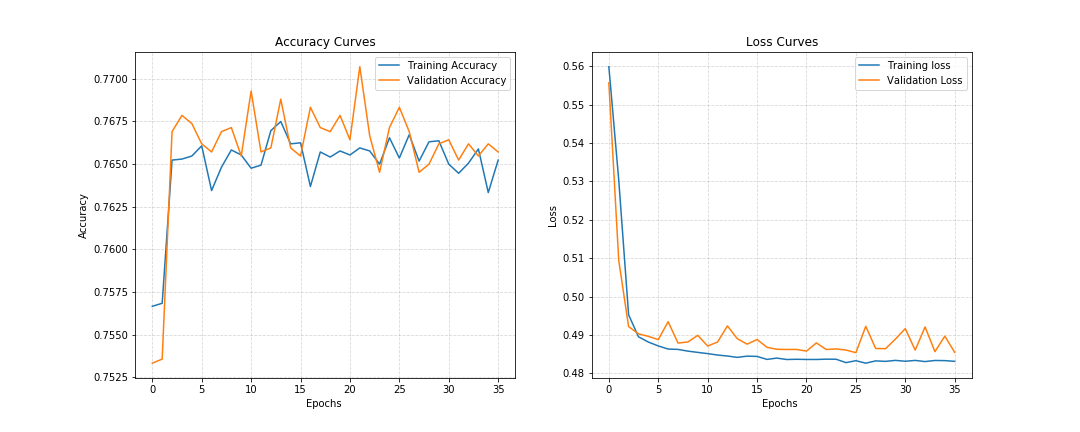 Accuracy Curves
Training Accuracy
Validation Accuracy
0.7700
0.7675
0.7650
0.7625
0.7600
0.7575
0.7550
0.7525
Accuracy
0 5 10 15 20 25 30 35
Epochs
Loss Curves
Training loss
Validation Loss
0.56
0.55
0.54
0.53
0.52
0.51
0.50
0.49
0.48
Loss
0 5 10 15 20 25 30 35
Epochs